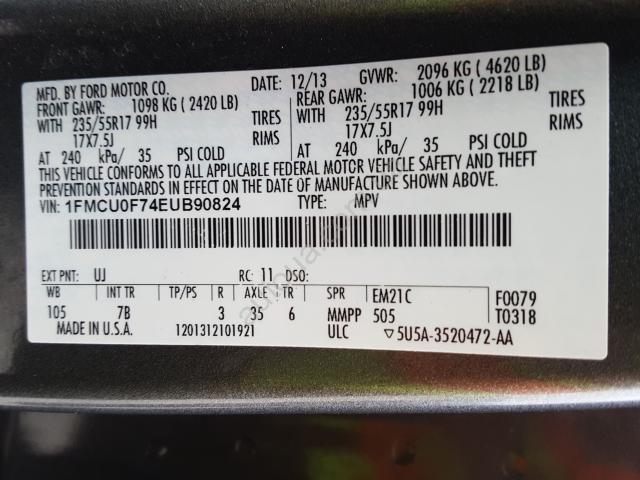 MFD. BY FORD MOTOR CO.
DATE: 12/13 GVWR: 2096 KG ( 4620 LB)
FRONT GAWR: 1098 KG ( 2420 LB)
REAR GAWR: 1006 KG ( 2218 LB)
WITH 235/55R17 99H TIRES
WITH 235/55R17 99H TIRES
17X7.5J RIMS
17X7.5J RIMS
AT 240 kPa/ 35 PSI COLD
AT 240 kPa/ 35 PSI COLD
THIS VEHICLE CONFORMS TO ALL APPLICABLE FEDERAL MOTOR VEHICLE SAFETY AND THEFT
PREVENTION STANDARDS IN EFFECT ON THE DATE OF MANUFACTURE SHOWN ABOVE.
VIN: 1FMCU0F74EUB90824 TYPE: MPV
EXT PNT: UJ RC: 11 DSO:
WB INT TR TP/PS R AXLE TR SPR EM21C F0079
105 7B 3 35 6 MMPP 505 T0318
MADE IN U.S.A. 1201312101921 ULC ▽5U5A-3520472-AA
autoua.com